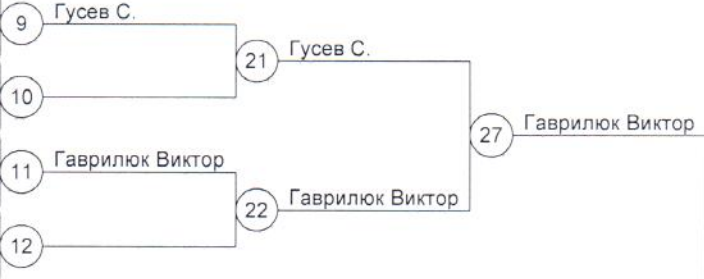 9 Гусев С.
21 Гусев С.
10
27 Гаврилюк Виктор
11 Гаврилюк Виктор
22 Гаврилюк Виктор
12